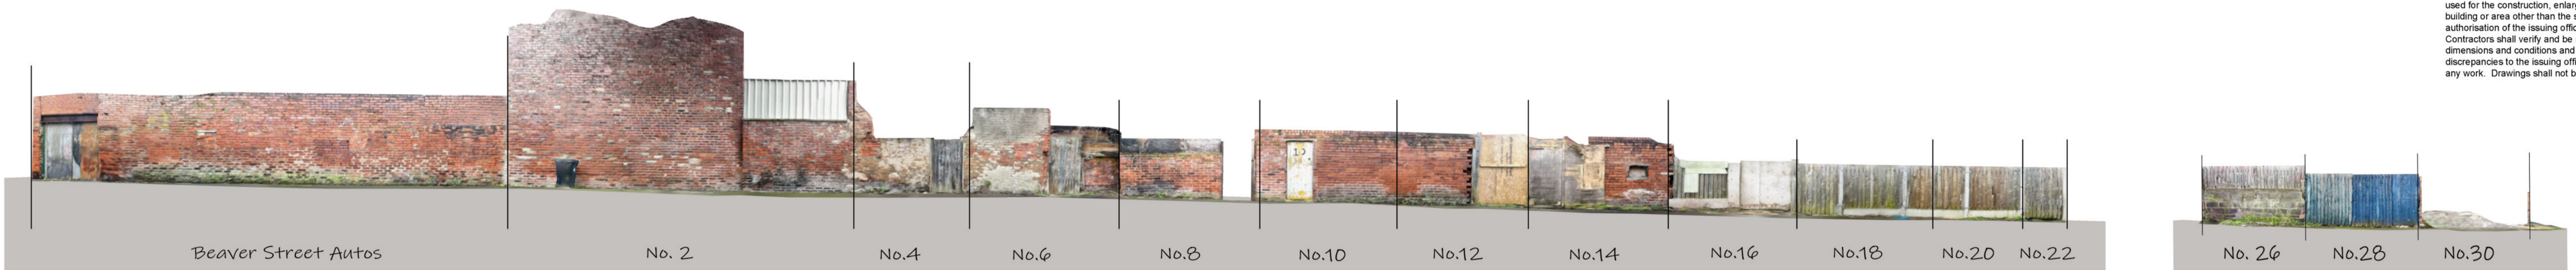 used for the construction,
building or area other than the
authorisation of the issuing
Contractors shall verify and be
dimensions and conditions and
discrepancies to the issuing
any work. Drawings shall not
10
Beaver Street Autos
No. 2
No.4
No.6
No.8
No.10
No.12
No.14
No.16
No.18
No.20
No.22
No. 26
No.28
No.30